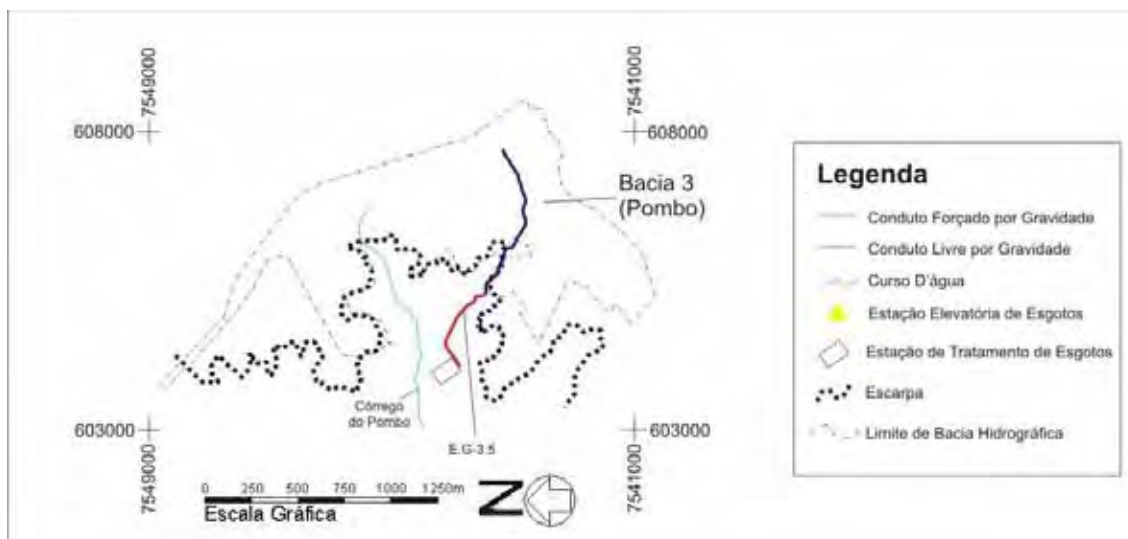 7549000
7541000
608000
608000
Bacia 3
(Pombo)
Córrego
do Pombo
603000
603000
E.G-3.5
7549000
7541000
0 250 500 750 1000 1250m
Escala Gráfica
N
Legenda
Conduto Forçado por Gravidade
Conduto Livre por Gravidade
Curso D'água
Estação Elevatória de Esgotos
Estação de Tratamento de Esgotos
Escarpa
Limite de Bacia Hidrográfica